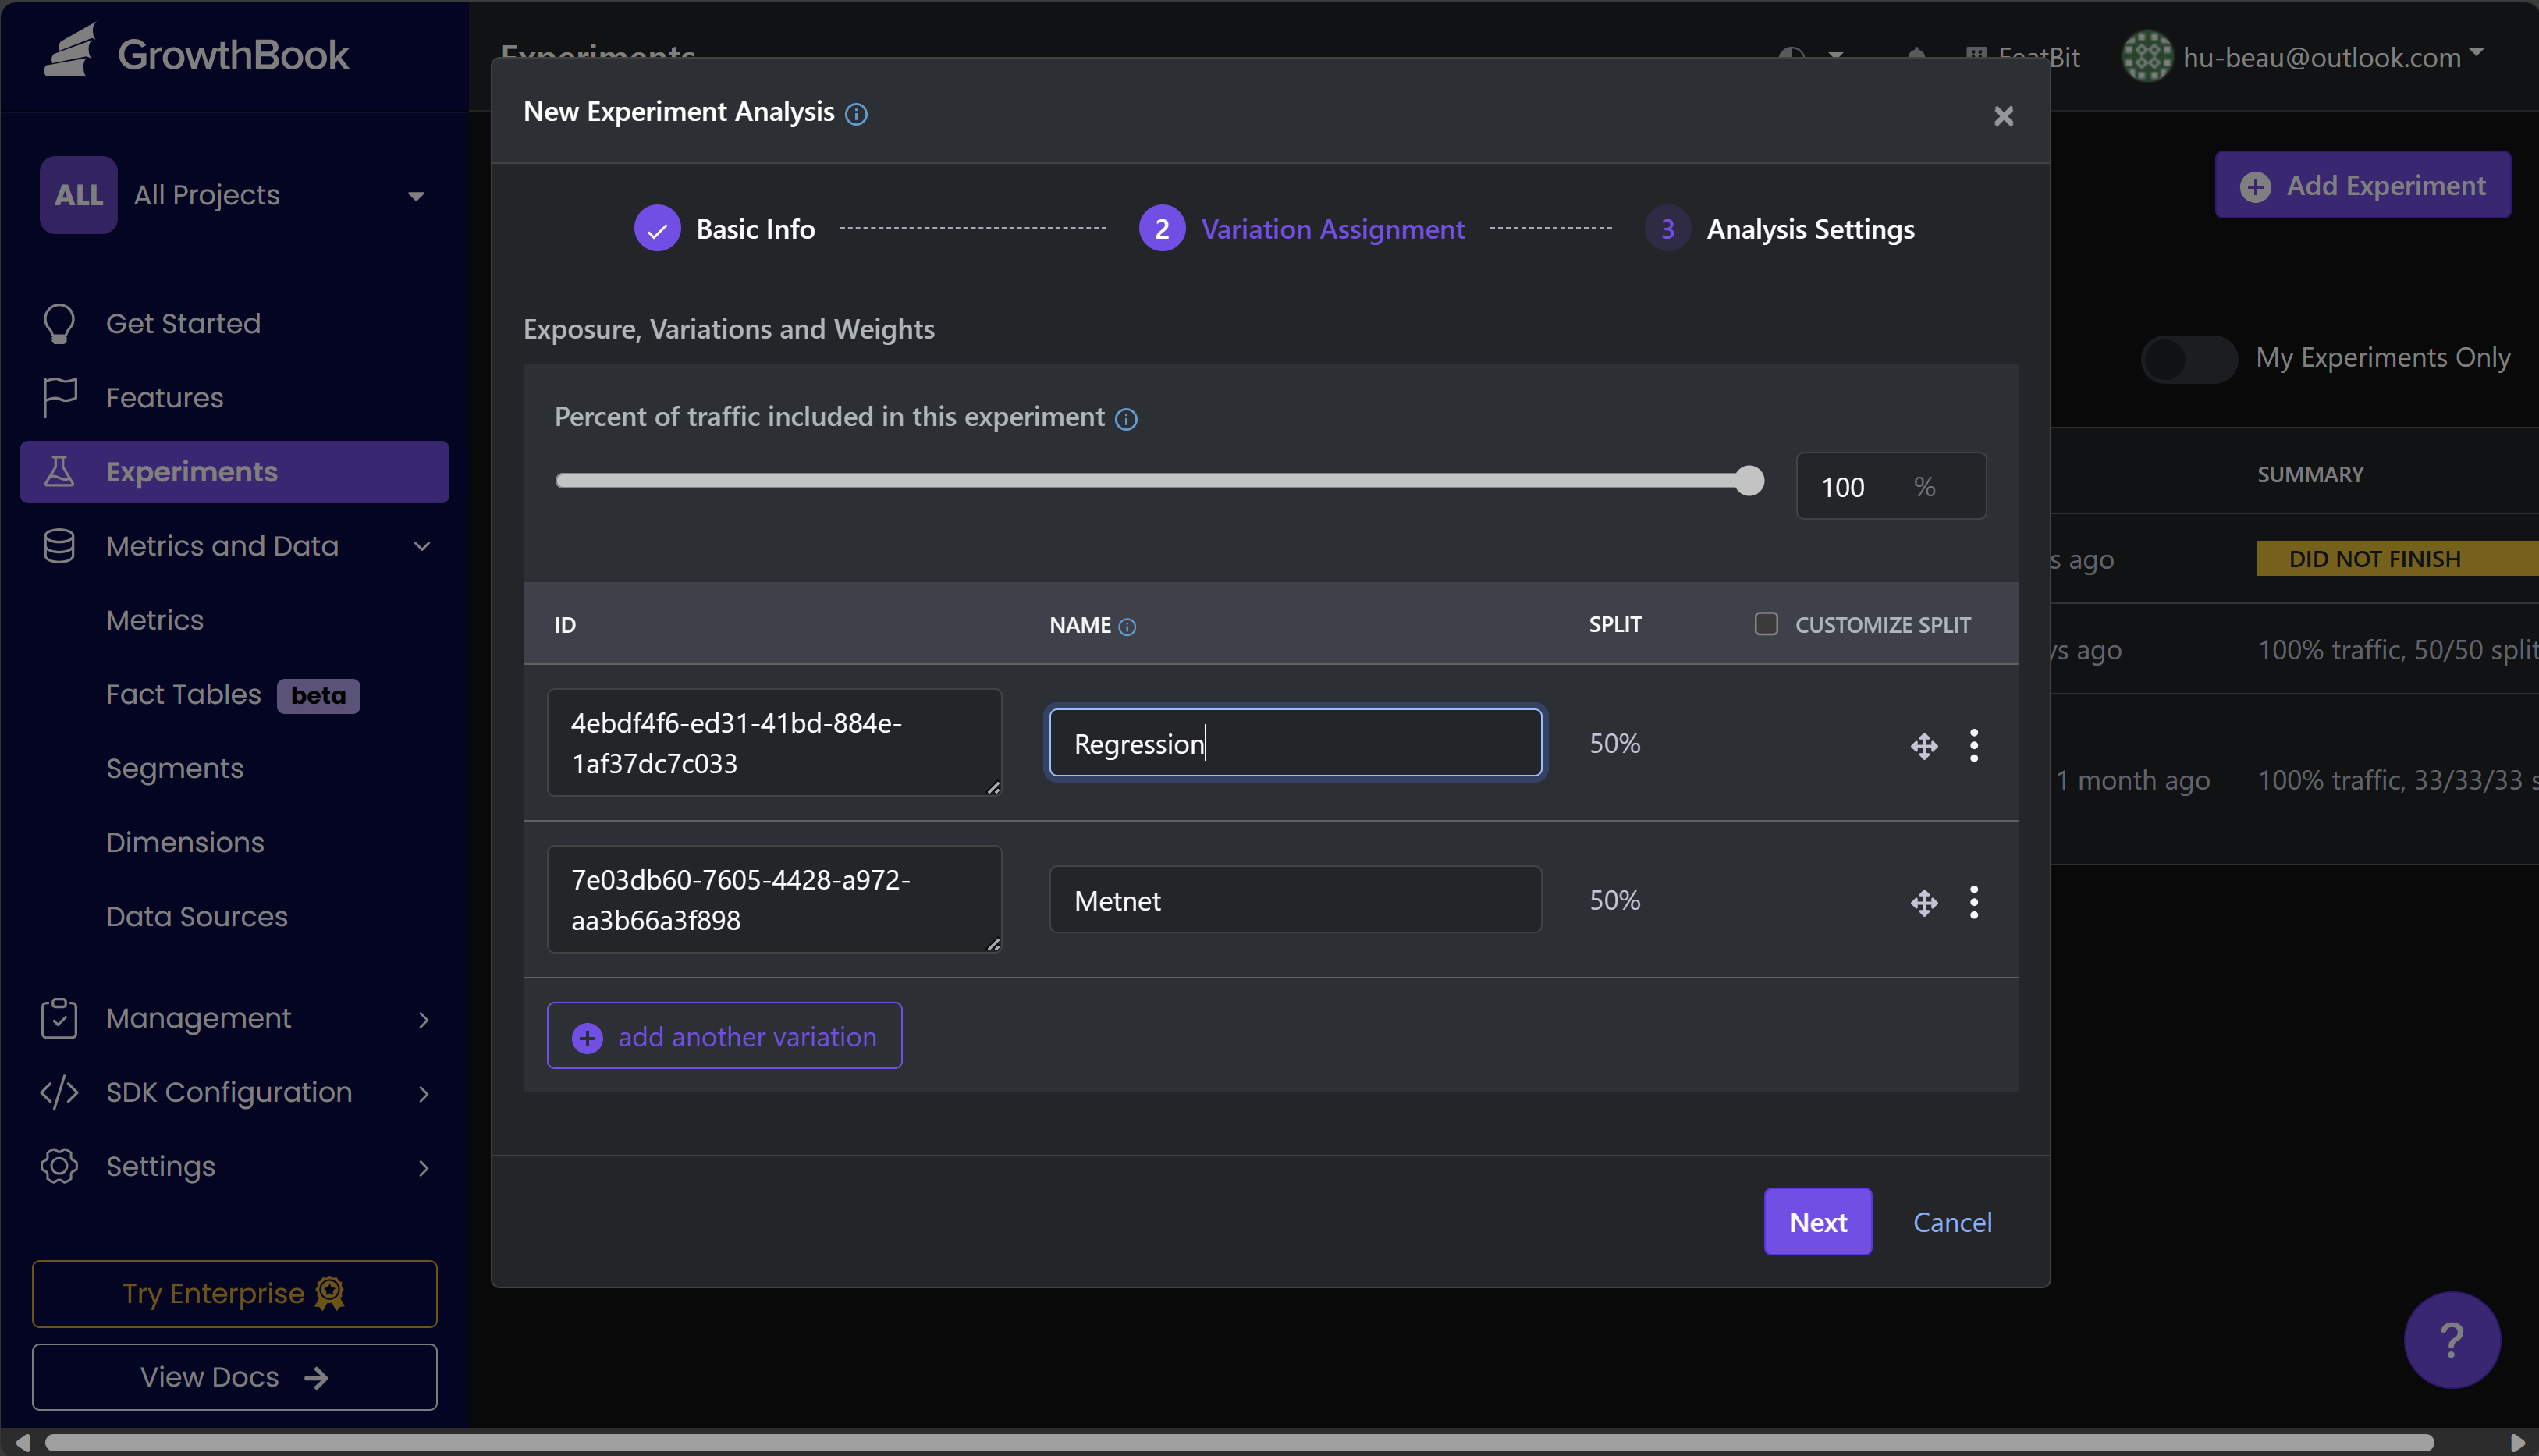 GrowthBook
ALL All Projects
Get Started
Features
Experiments
Metrics and Data
Metrics
Fact Tables beta
Segments
Dimensions
Data Sources
Management
SDK Configuration
Settings
Try Enterprise
View Docs
Experiments
FeatBit
hu-beau@outlook.com
Add Experiment
My Experiments Only
SUMMARY
s ago DID NOT FINISH
ys ago 100% traffic, 50/50 split
1 month ago 100% traffic, 33/33/33 s
New Experiment Analysis
Basic Info 2 Variation Assignment 3 Analysis Settings
Exposure, Variations and Weights
Percent of traffic included in this experiment
100 %
ID NAME SPLIT CUSTOMIZE SPLIT
4ebdf4f6-ed31-41bd-884e-
1af37dc7c033
Regression 50%
7e03db60-7605-4428-a972-
aa3b66a3f898
Metnet 50%
add another variation
Next Cancel
?